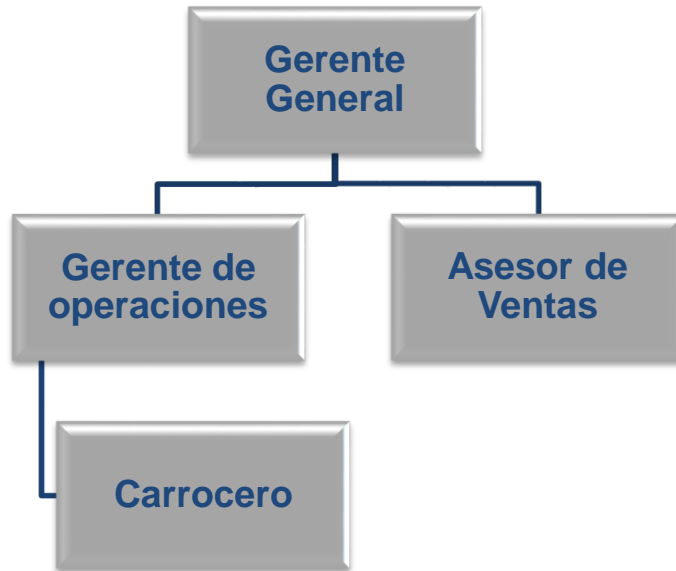 Gerente
General
Gerente de
operaciones
Asesor de
Ventas
Carrocero